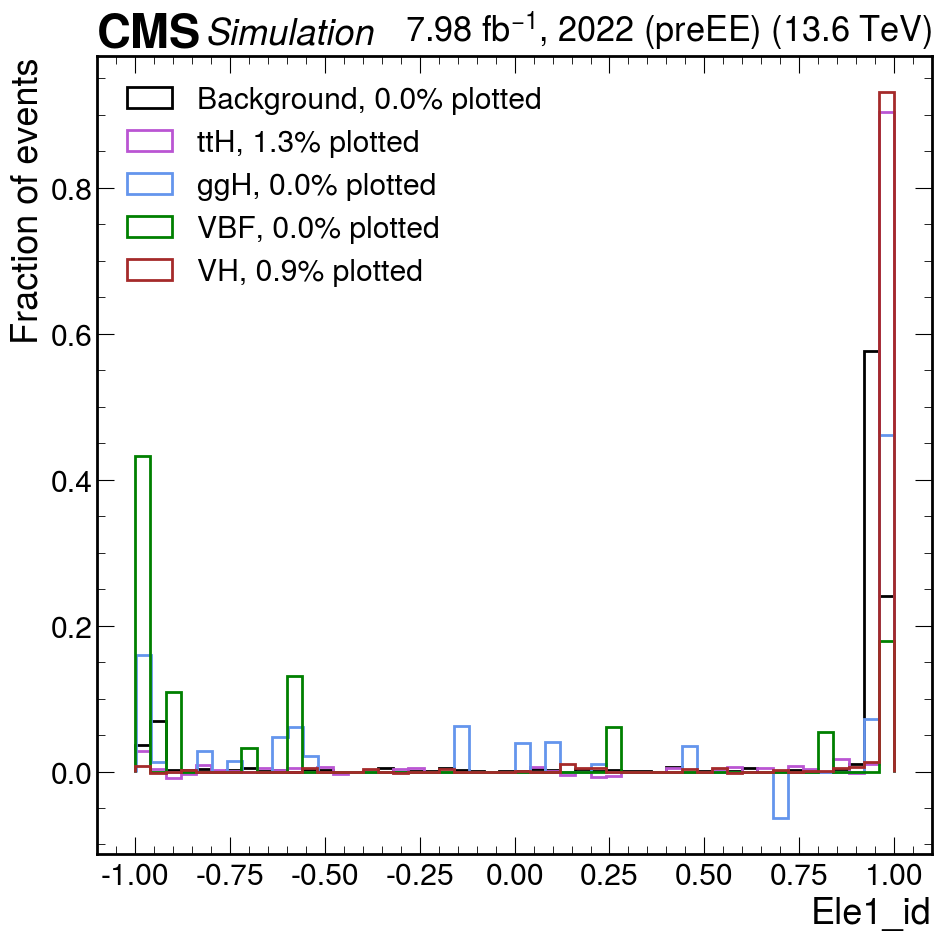 CMS Simulation 7.98 fb⁻¹, 2022 (preEE) (13.6 TeV)
Fraction of events
Background, 0.0% plotted
ttH, 1.3% plotted
ggH, 0.0% plotted
VBF, 0.0% plotted
VH, 0.9% plotted
0.8
0.6
0.4
0.2
0.0
-1.00 -0.75 -0.50 -0.25 0.00 0.25 0.50 0.75 1.00
Ele1_id